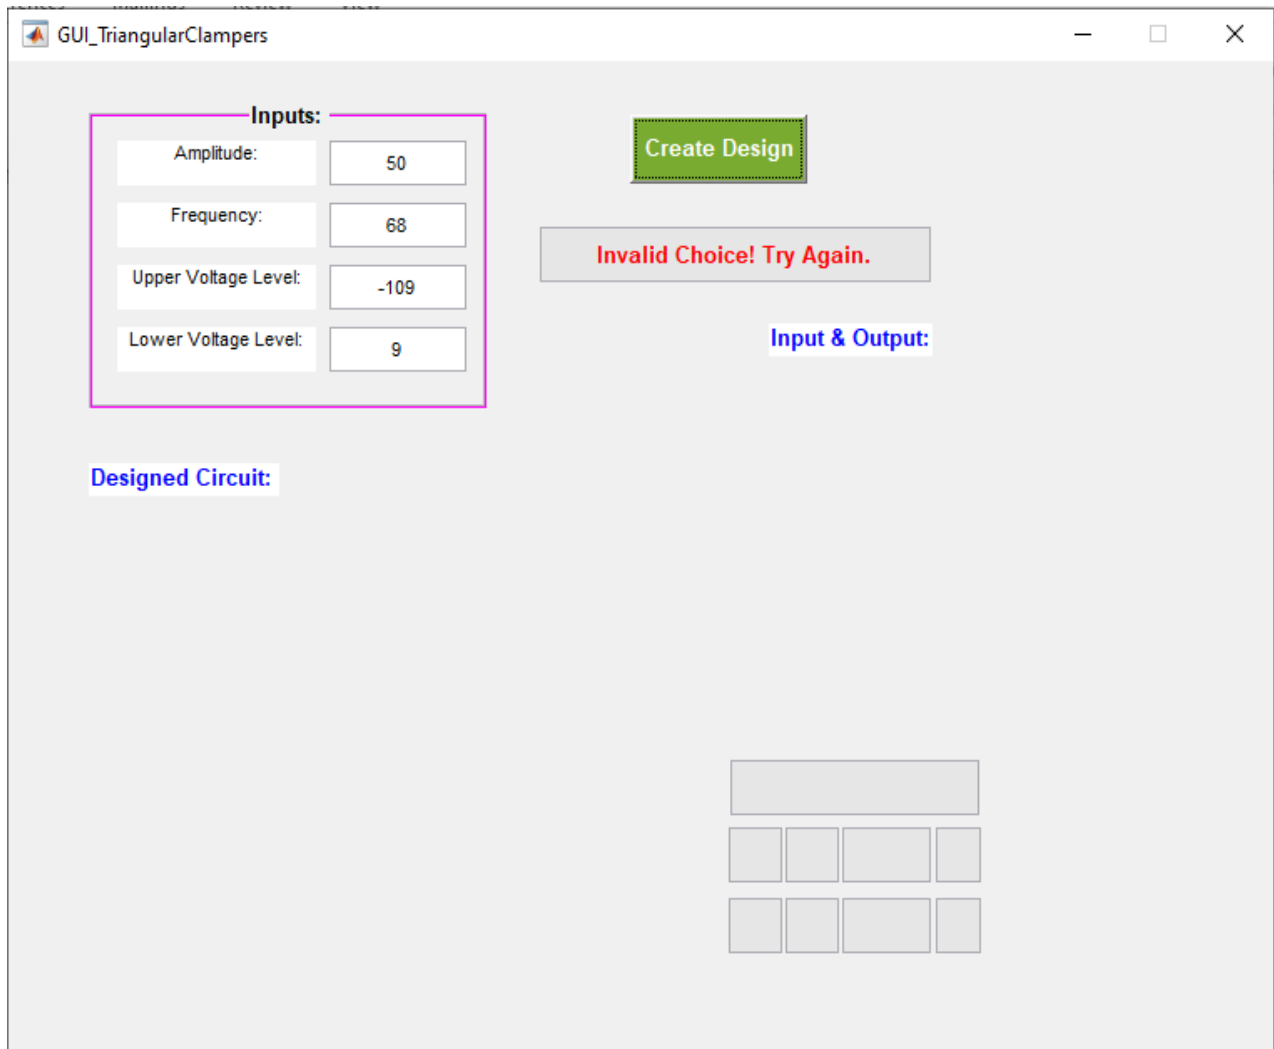 GUI_TriangularClampers
Inputs:
Amplitude:
50
Frequency:
68
Upper Voltage Level:
-109
Lower Voltage Level:
9
Create Design
Invalid Choice! Try Again.
Input & Output:
Designed Circuit: